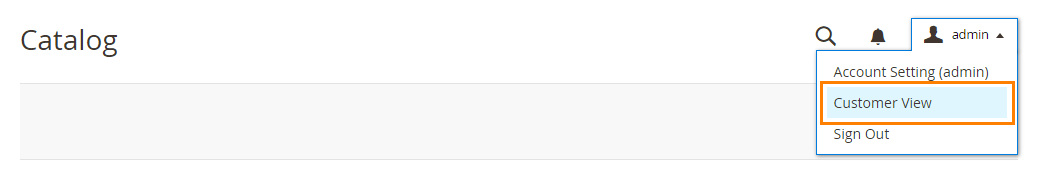 Catalog
admin
Account Setting (admin)
Customer View
Sign Out